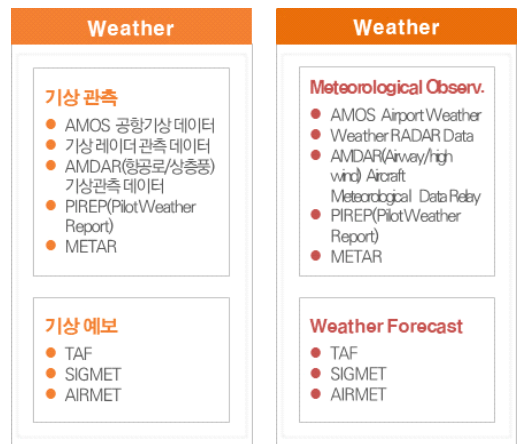 Weather
기상 관측
AMOS 공항기상 데이터
기상 레이더 관측 데이터
AMDAR(항공로/상층풍)
기상관측 데이터
PIREP(Pilot Weather
Report)
METAR
기상 예보
TAF
SIGMET
AIRMET
Weather
Meteorological Observ.
AMOS Airport Weather
Weather RADAR Data
AMDAR(Airway/high
wind) Aircraft
Meteorological Data Relay
PIREP(Pilot Weather
Report)
METAR
Weather Forecast
TAF
SIGMET
AIRMET